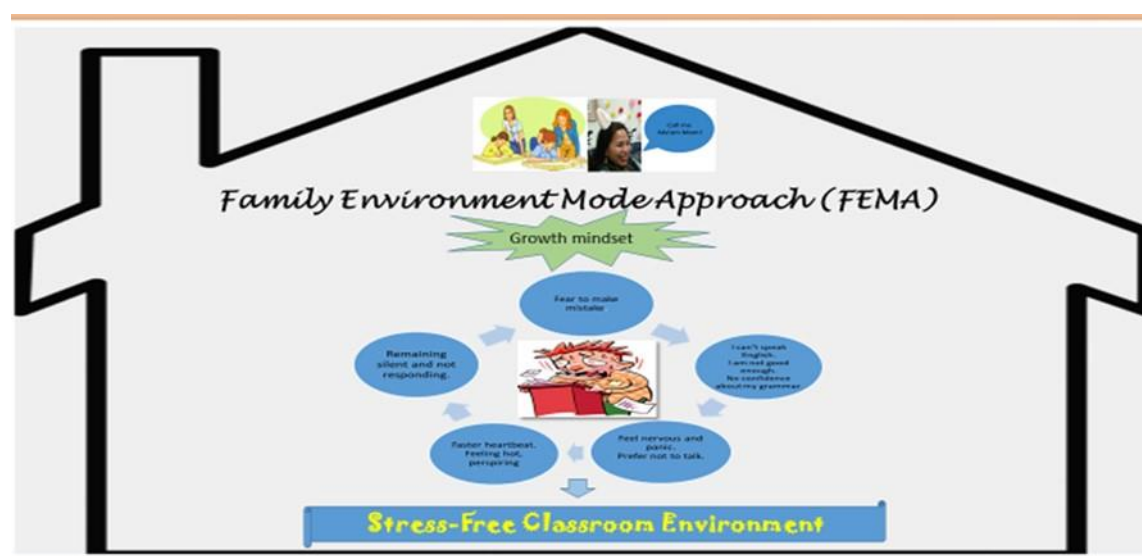 Call me
Ma'am Mom!
Family Environment Mode Approach (FEMA)
Growth mindset
Fear to make
mistake
I can't speak
English.
I am not good
enough.
No confidence
about my grammar.
Feel nervous and
panic.
Prefer not to talk.
Faster heartbeat.
Feeling hot,
perspiring
Remaining
silent and not
responding.
Stress-Free Classroom Environment